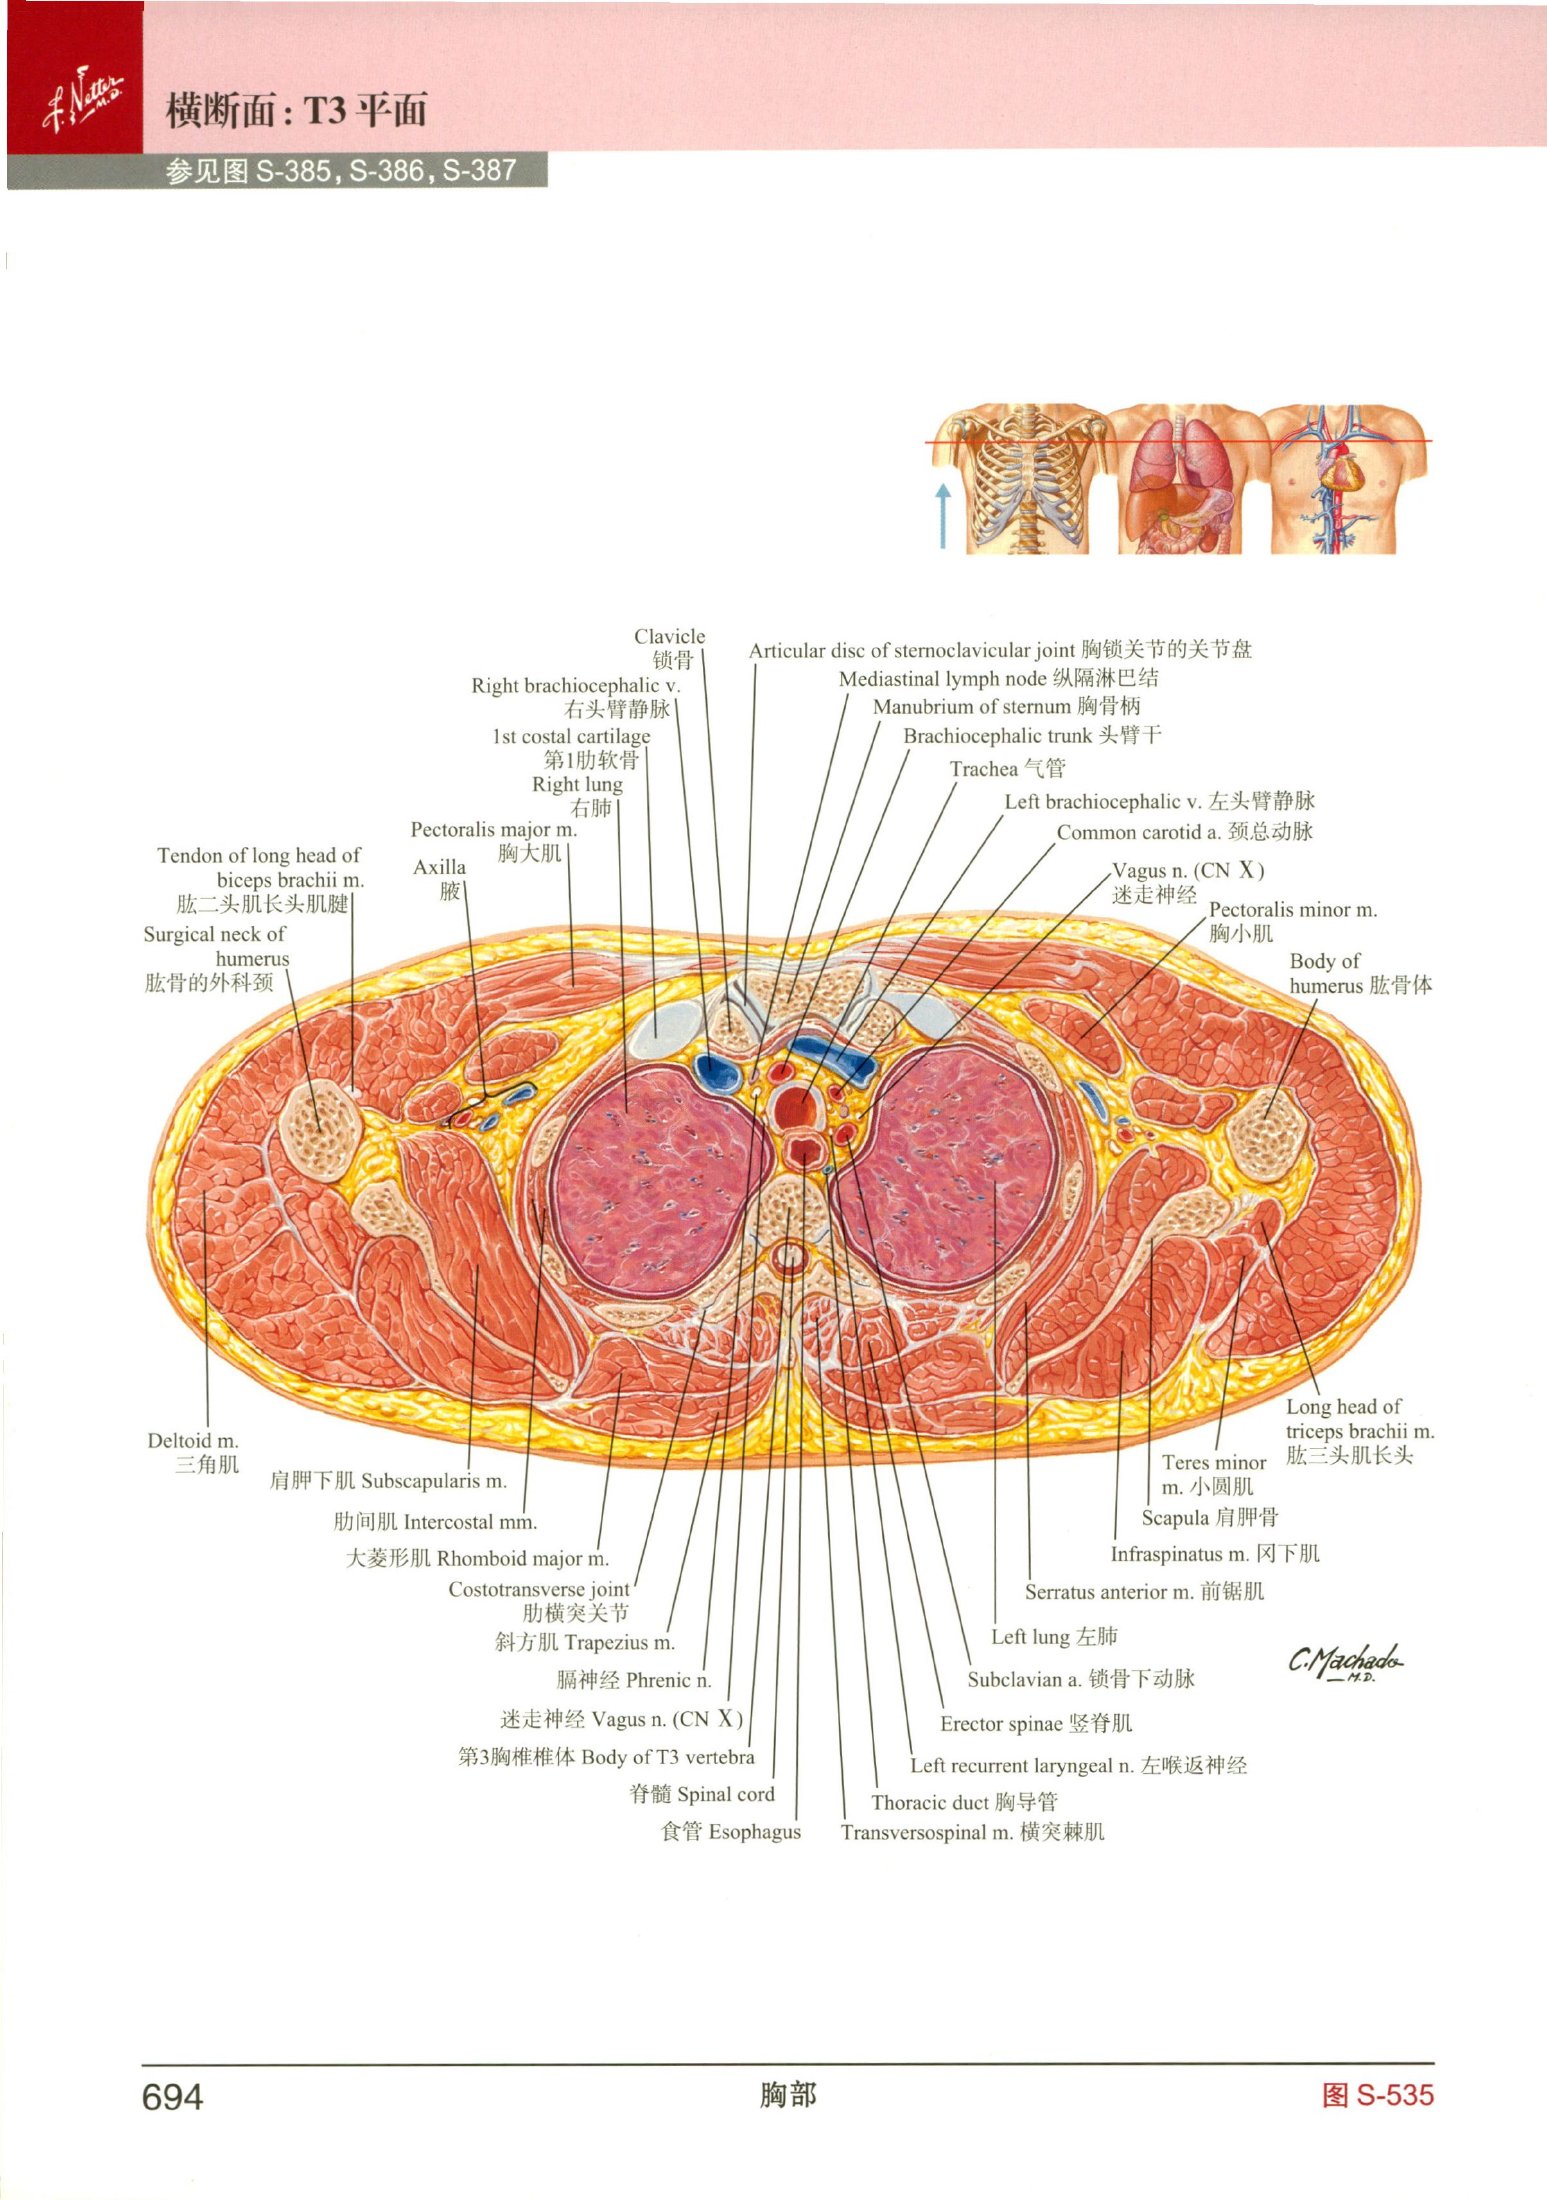 F. Netter M.D.
横断面：T3 平面
参见图 S-385, S-386, S-387
Clavicle
锁骨
Right brachiocephalic v.
右头臂静脉
1st costal cartilage
第1肋软骨
Right lung
右肺
Pectoralis major m.
胸大肌
Axilla
腋
Tendon of long head of
biceps brachii m.
肱二头肌长头肌腱
Surgical neck of
humerus
肱骨的外科颈
Articular disc of sternoclavicular joint 胸锁关节的关节盘
Mediastinal lymph node 纵隔淋巴结
Manubrium of sternum 胸骨柄
Brachiocephalic trunk 头臂干
Trachea 气管
Left brachiocephalic v. 左头臂静脉
Common carotid a. 颈总动脉
Vagus n. (CN X)
迷走神经
Pectoralis minor m.
胸小肌
Body of
humerus 肱骨体
Deltoid m.
三角肌
肩胛下肌 Subscapularis m.
肋间肌 Intercostal mm.
大菱形肌 Rhomboid major m.
Costotransverse joint
肋横突关节
斜方肌 Trapezius m.
膈神经 Phrenic n.
迷走神经 Vagus n. (CN X)
第3胸椎椎体 Body of T3 vertebra
脊髓 Spinal cord
食管 Esophagus
Long head of
triceps brachii m.
肱三头肌长头
Teres minor
m. 小圆肌
Scapula 肩胛骨
Infraspinatus m. 冈下肌
Serratus anterior m. 前锯肌
Left lung 左肺
Subclavian a. 锁骨下动脉
Erector spinae 竖脊肌
Left recurrent laryngeal n. 左喉返神经
Thoracic duct 胸导管
Transversospinal m. 横突棘肌
C. Machado
M.D.
694
胸部
图 S-535